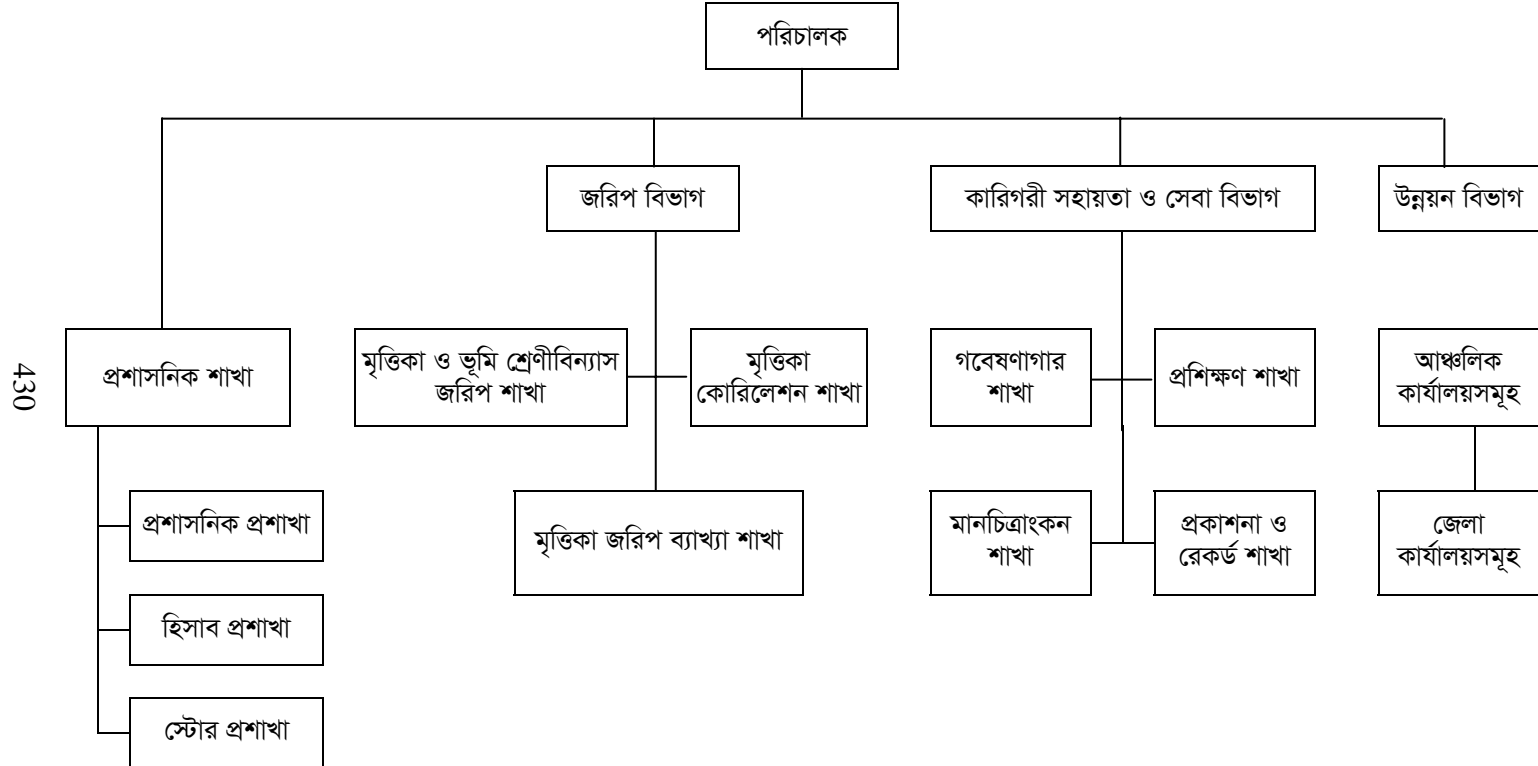 পরিচালক
জরিপ বিভাগ
কারিগরী সহায়তা ও সেবা বিভাগ
উন্নয়ন বিভাগ
প্রশাসনিক শাখা
মৃত্তিকা ও ভূমি শ্রেণীবিন্যাস
জরিপ শাখা
মৃত্তিকা
কোরিলেশন শাখা
গবেষণাগার
শাখা
প্রশিক্ষণ শাখা
আঞ্চলিক
কার্যালয়সমূহ
430
প্রশাসনিক প্রশাখা
মৃত্তিকা জরিপ ব্যাখ্যা শাখা
মানচিত্রাংকন
শাখা
প্রকাশনা ও
রেকর্ড শাখা
জেলা
কার্যালয়সমূহ
হিসাব প্রশাখা
স্টোর প্রশাখা